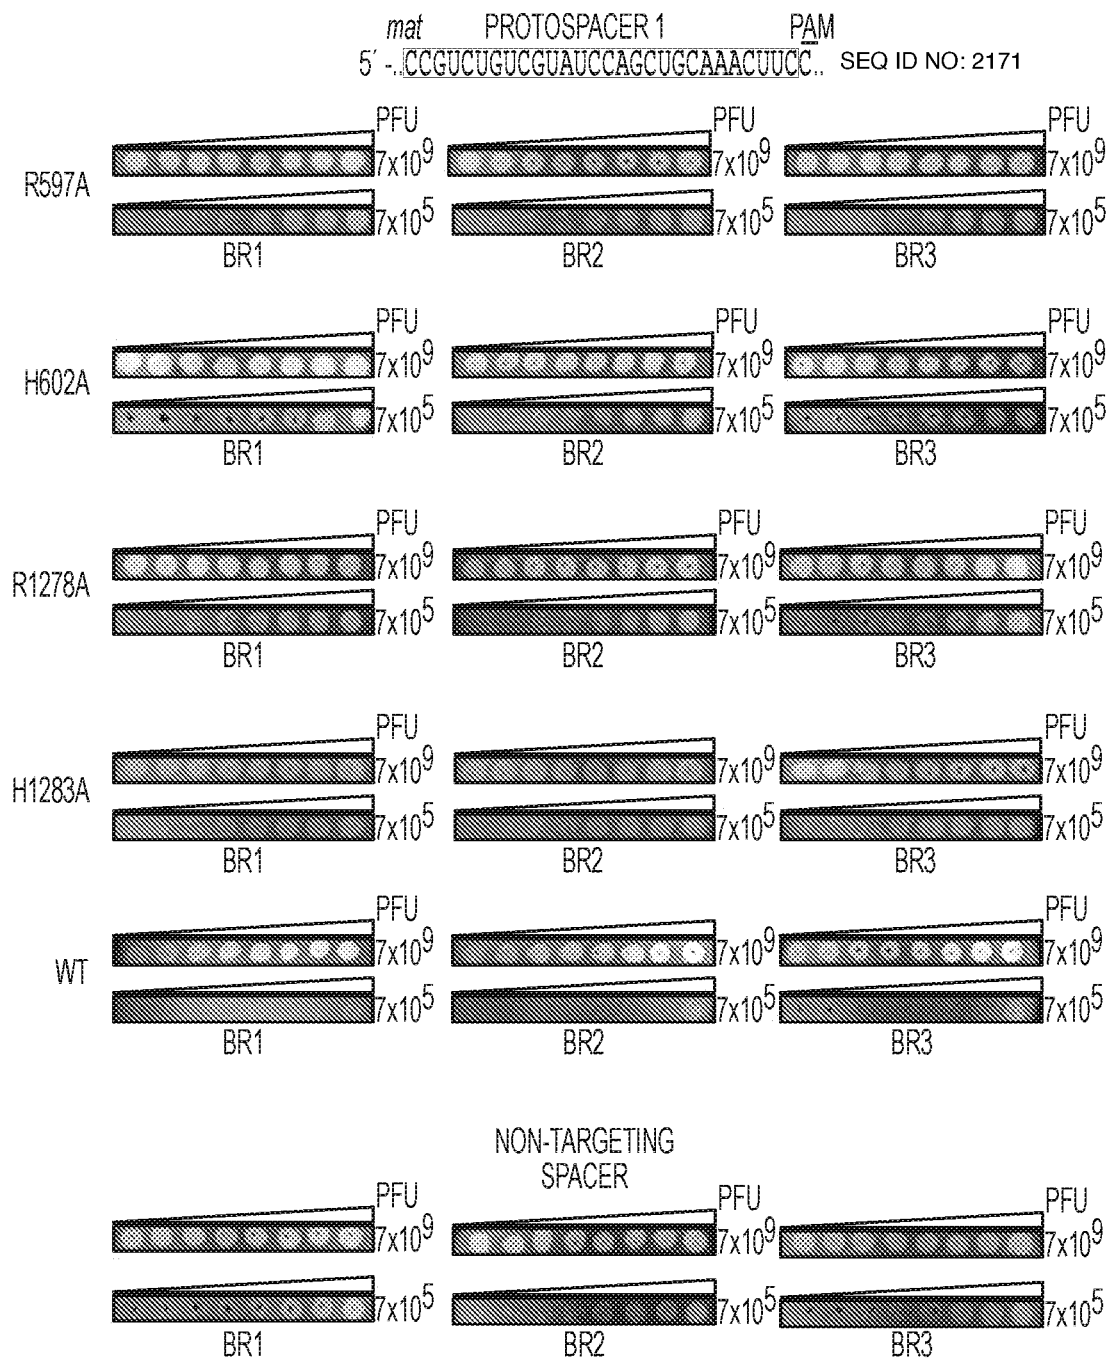 mat PROTOSPACER 1 PAM
5´-..CCGUCUGUCGUAUCCAGCUGCAAACUUCC.. SEQ ID NO: 2171
PFU PFU PFU
R597A 7x10^9 7x10^9 7x10^9
7x10^5 7x10^5 7x10^5
BR1 BR2 BR3
PFU PFU PFU
H602A 7x10^9 7x10^9 7x10^9
7x10^5 7x10^5 7x10^5
BR1 BR2 BR3
PFU PFU PFU
R1278A 7x10^9 7x10^9 7x10^9
7x10^5 7x10^5 7x10^5
BR1 BR2 BR3
PFU PFU PFU
H1283A 7x10^9 7x10^9 7x10^9
7x10^5 7x10^5 7x10^5
BR1 BR2 BR3
PFU PFU PFU
WT 7x10^9 7x10^9 7x10^9
7x10^5 7x10^5 7x10^5
BR1 BR2 BR3
NON-TARGETING
SPACER
PFU PFU PFU
7x10^9 7x10^9 7x10^9
7x10^5 7x10^5 7x10^5
BR1 BR2 BR3